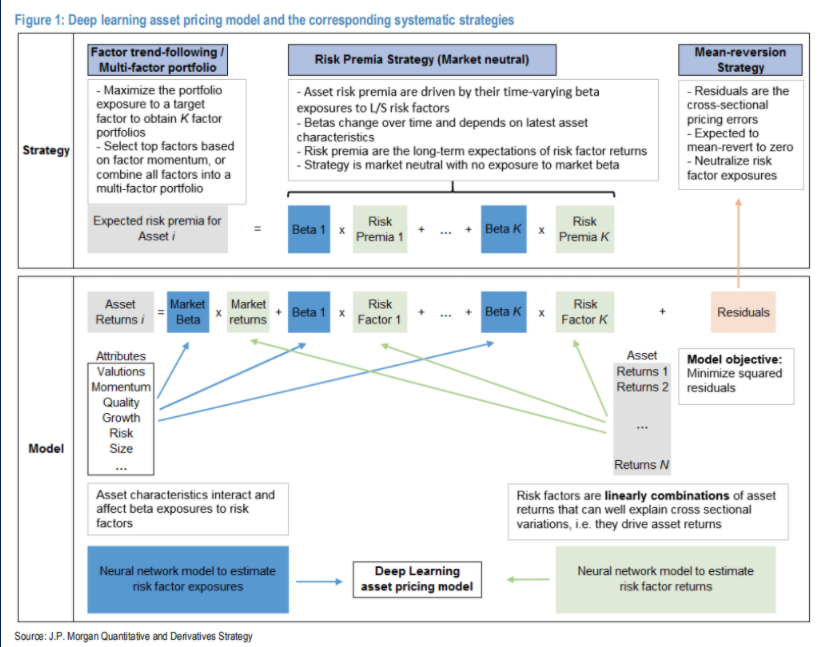 Figure 1: Deep learning asset pricing model and the corresponding systematic strategies
Strategy
Factor trend-following /
Multi-factor portfolio
- Maximize the portfolio
exposure to a target
factor to obtain K factor
portfolios
- Select top factors based
on factor momentum, or
combine all factors into a
multi-factor portfolio
Risk Premia Strategy (Market neutral)
- Asset risk premia are driven by their time-varying beta
exposures to L/S risk factors
- Betas change over time and depends on latest asset
characteristics
- Risk premia are the long-term expectations of risk factor returns
- Strategy is market neutral with no exposure to market beta
Mean-reversion
Strategy
- Residuals are the
cross-sectional
pricing errors
- Expected to
mean-revert to zero
- Neutralize risk
factor exposures
Expected risk premia for
Asset i
=
Beta 1
x
Risk
Premia 1
+ ... +
Beta K
x
Risk
Premia K
Model
Asset
Returns i
=
Market
Beta
x
Market
returns
+
Beta 1
x
Risk
Factor 1
+ ... +
Beta K
x
Risk
Factor K
+
Residuals
Attributes
Valutions
Momentum
Quality
Growth
Risk
Size
...
Asset
Returns 1
Returns 2
...
Returns N
Model objective:
Minimize squared
residuals
Asset characteristics interact and
affect beta exposures to risk
factors
Risk factors are linearly combinations of asset
returns that can well explain cross sectional
variations, i.e. they drive asset returns
Neural network model to estimate
risk factor exposures
Deep Learning
asset pricing model
Neural network model to estimate
risk factor returns
Source: J.P. Morgan Quantitative and Derivatives Strategy